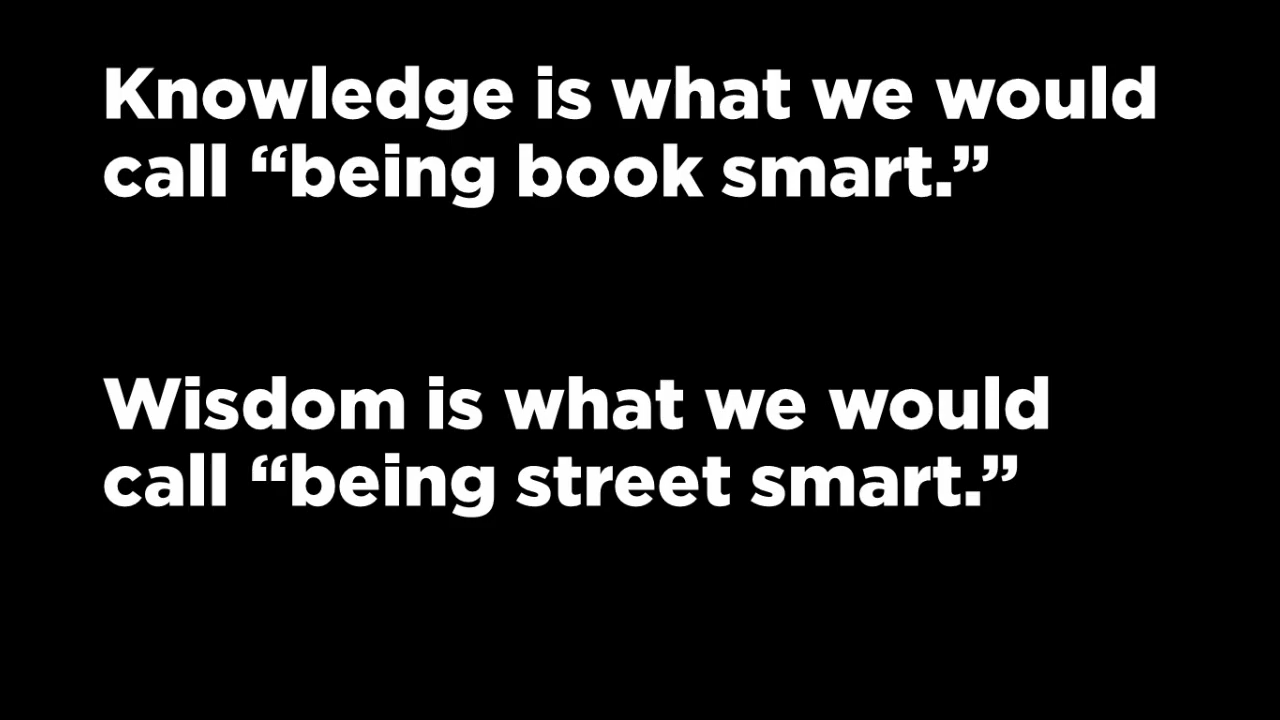 Knowledge is what we would
call “being book smart.”
Wisdom is what we would
call “being street smart.”